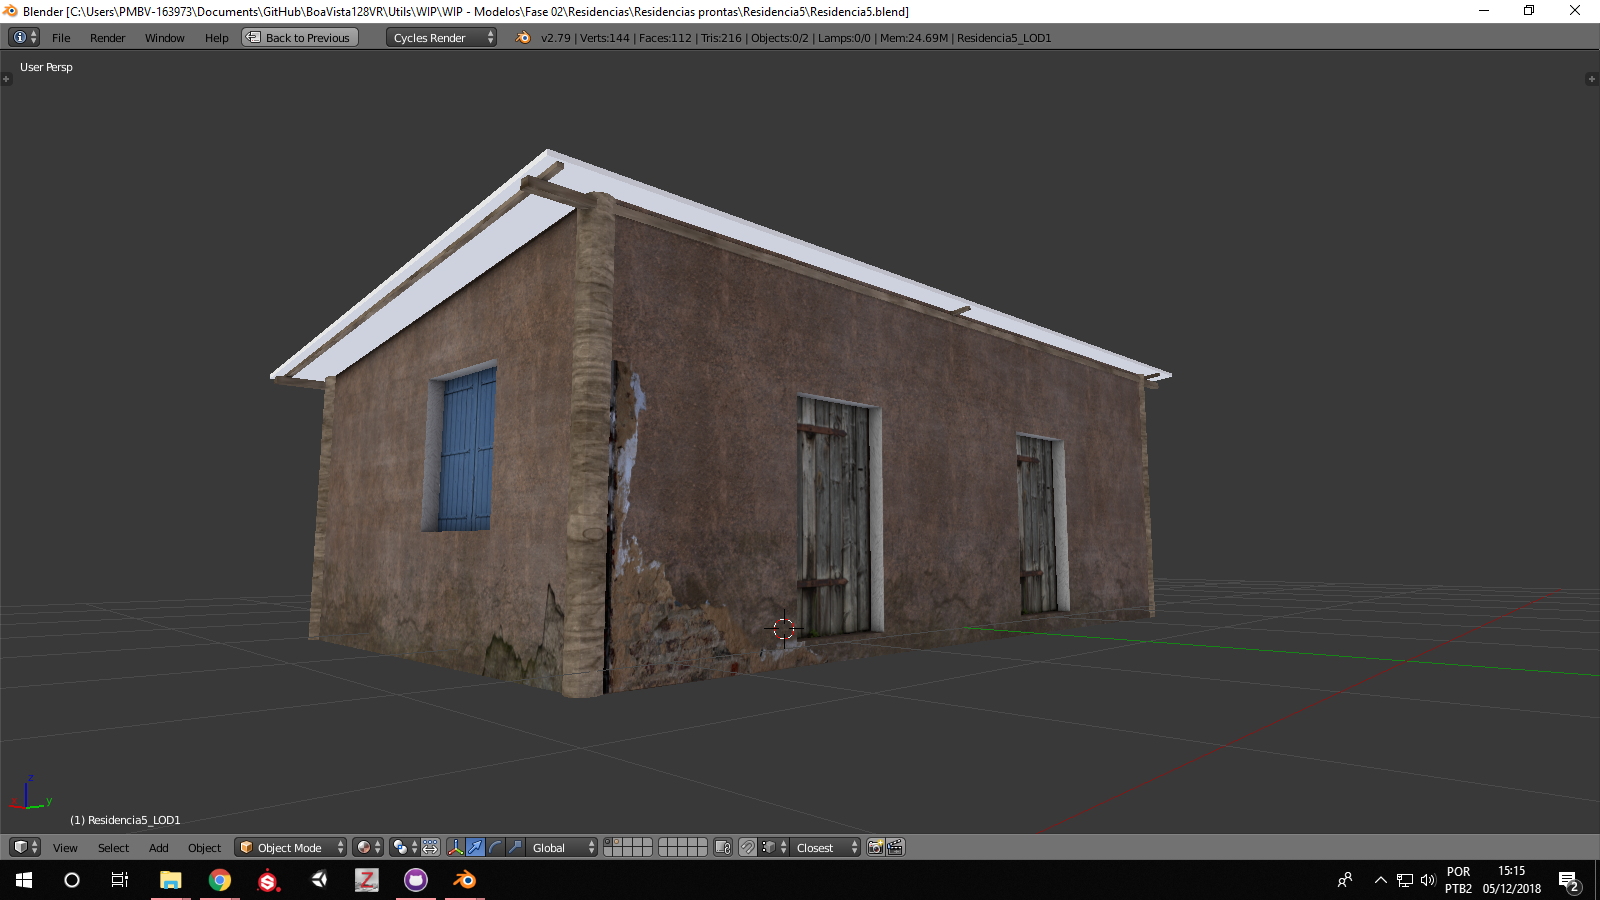 Blender [C:\Users\PMBV-163973\Documents\GitHub\BoaVista128VR\Utils\WIP\WIP - Modelos\Fase 02\Residencias\Residencias prontas\Residencia5\Residencia5.blend]
File Render Window Help Back to Previous Cycles Render v2.79 | Verts:144 | Faces:112 | Tris:216 | Objects:0/2 | Lamps:0/0 | Mem:24.69M | Residencia5_LOD1
User Persp
z
x y
(1) Residencia5_LOD1
View Select Add Object Object Mode Global Closest
POR 15:15
PTB2 05/12/2018
2